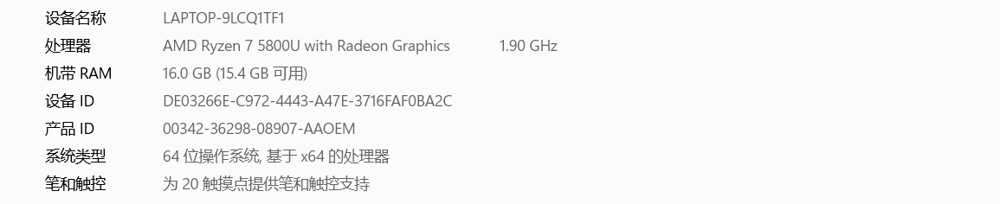 设备名称 LAPTOP-9LCQ1TF1
处理器 AMD Ryzen 7 5800U with Radeon Graphics 1.90 GHz
机带 RAM 16.0 GB (15.4 GB 可用)
设备 ID DE03266E-C972-4443-A47E-3716FAF0BA2C
产品 ID 00342-36298-08907-AAOEM
系统类型 64 位操作系统, 基于 x64 的处理器
笔和触控 为 20 触摸点提供笔和触控支持